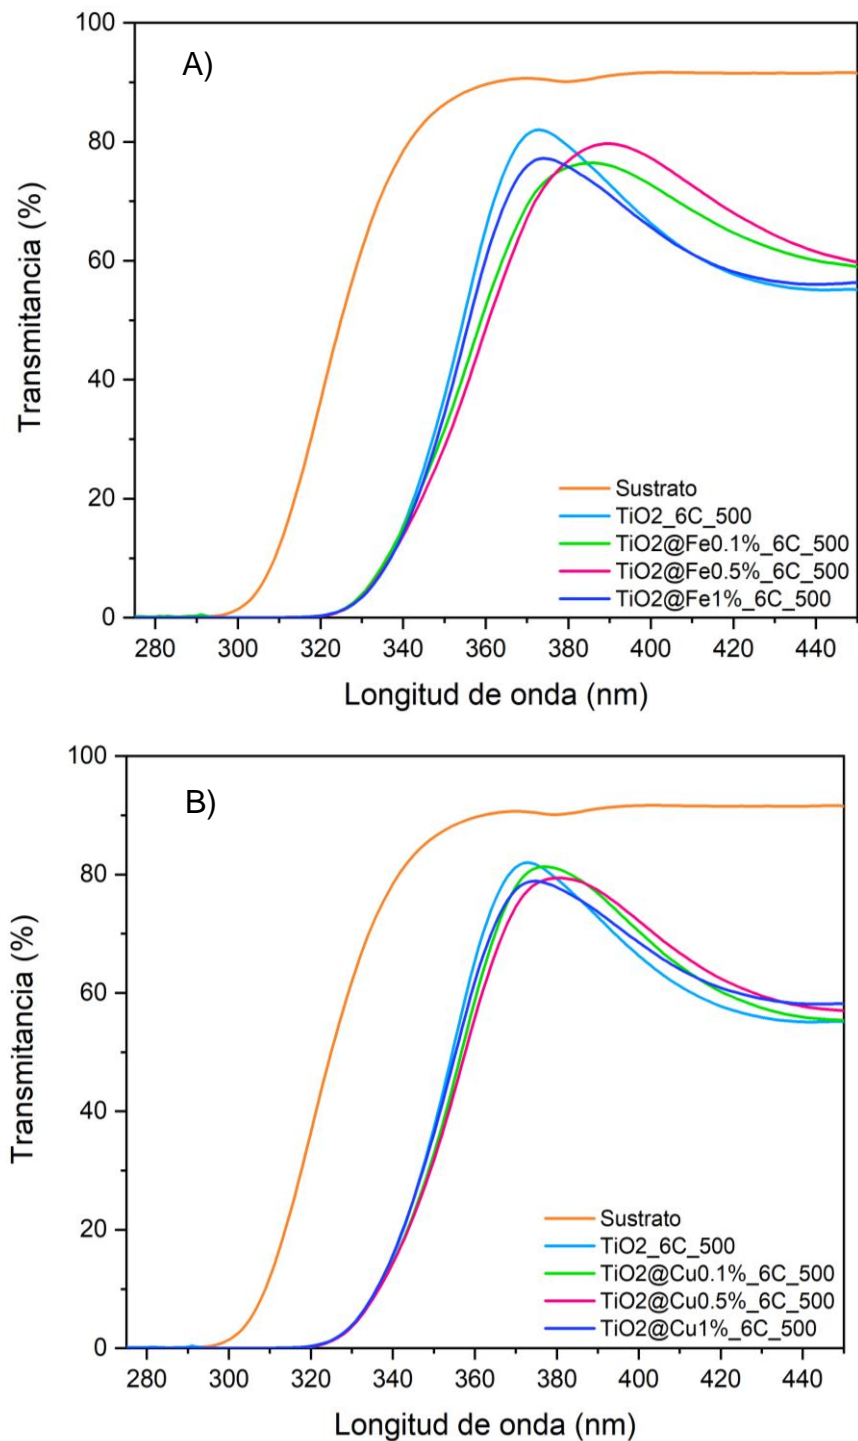 A)
Transmitancia (%)
100
80
60
40
20
0
Sustrato
TiO2_6C_500
TiO2@Fe0.1%_6C_500
TiO2@Fe0.5%_6C_500
TiO2@Fe1%_6C_500
280 300 320 340 360 380 400 420 440
Longitud de onda (nm)
B)
Transmitancia (%)
100
80
60
40
20
0
Sustrato
TiO2_6C_500
TiO2@Cu0.1%_6C_500
TiO2@Cu0.5%_6C_500
TiO2@Cu1%_6C_500
280 300 320 340 360 380 400 420 440
Longitud de onda (nm)